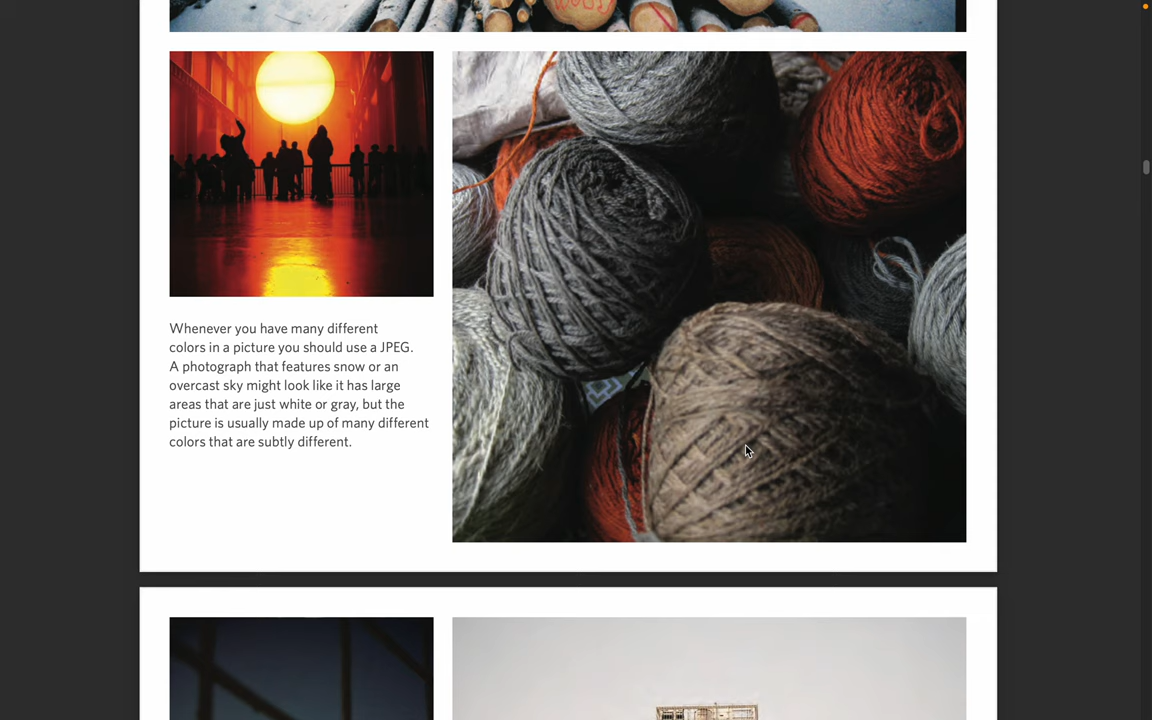 Whenever you have many different
colors in a picture you should use a JPEG.
A photograph that features snow or an
overcast sky might look like it has large
areas that are just white or gray, but the
picture is usually made up of many different
colors that are subtly different.